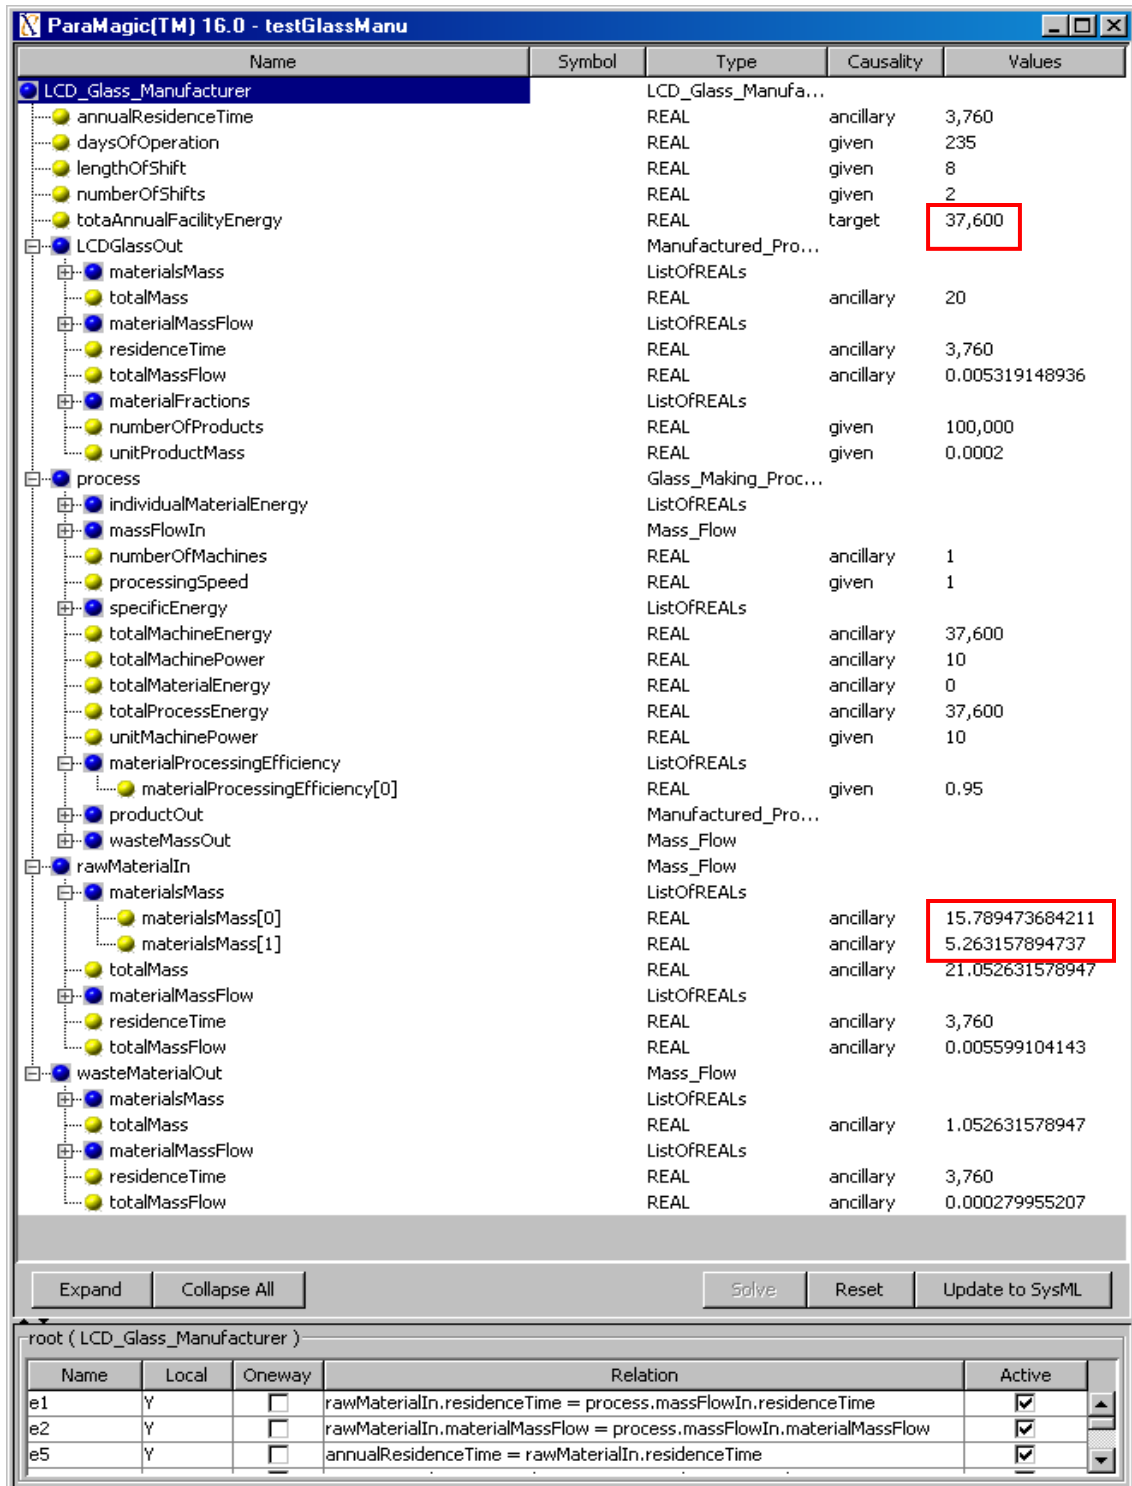 ParaMagic(TM) 16.0 - testGlassManu
Name Symbol Type Causality Values
LCD_Glass_Manufacturer LCD_Glass_Manufa...
annualResidenceTime REAL ancillary 3,760
daysOfOperation REAL given 235
lengthOfShift REAL given 8
numberOfShifts REAL given 2
totaAnnualFacilityEnergy REAL target 37,600
LCDGlassOut Manufactured_Pro...
materialsMass ListOfREALs
totalMass REAL ancillary 20
materialMassFlow ListOfREALs
residenceTime REAL ancillary 3,760
totalMassFlow REAL ancillary 0.005319148936
materialFractions ListOfREALs
numberOfProducts REAL given 100,000
unitProductMass REAL given 0.0002
process Glass_Making_Proc...
individualMaterialEnergy ListOfREALs
massFlowIn Mass_Flow
numberOfMachines REAL ancillary 1
processingSpeed REAL given 1
specificEnergy ListOfREALs
totalMachineEnergy REAL ancillary 37,600
totalMachinePower REAL ancillary 10
totalMaterialEnergy REAL ancillary 0
totalProcessEnergy REAL ancillary 37,600
unitMachinePower REAL given 10
materialProcessingEfficiency ListOfREALs
materialProcessingEfficiency[0] REAL given 0.95
productOut Manufactured_Pro...
wasteMassOut Mass_Flow
rawMaterialIn Mass_Flow
materialsMass ListOfREALs
materialsMass[0] REAL ancillary 15.789473684211
materialsMass[1] REAL ancillary 5.263157894737
totalMass REAL ancillary 21.052631578947
materialMassFlow ListOfREALs
residenceTime REAL ancillary 3,760
totalMassFlow REAL ancillary 0.005599104143
wasteMaterialOut Mass_Flow
materialsMass ListOfREALs
totalMass REAL ancillary 1.052631578947
materialMassFlow ListOfREALs
residenceTime REAL ancillary 3,760
totalMassFlow REAL ancillary 0.000279955207
Expand Collapse All Solve Reset Update to SysML
root ( LCD_Glass_Manufacturer )
Name Local Oneway Relation Active
e1 Y rawMaterialIn.residenceTime = process.massFlowIn.residenceTime
e2 Y rawMaterialIn.materialMassFlow = process.massFlowIn.materialMassFlow
e5 Y annualResidenceTime = rawMaterialIn.residenceTime